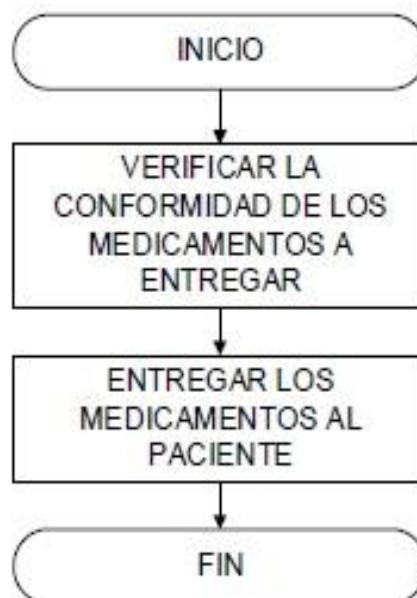 INICIO
VERIFICAR LA
CONFORMIDAD DE LOS
MEDICAMENTOS A
ENTREGAR
ENTREGAR LOS
MEDICAMENTOS AL
PACIENTE
FIN